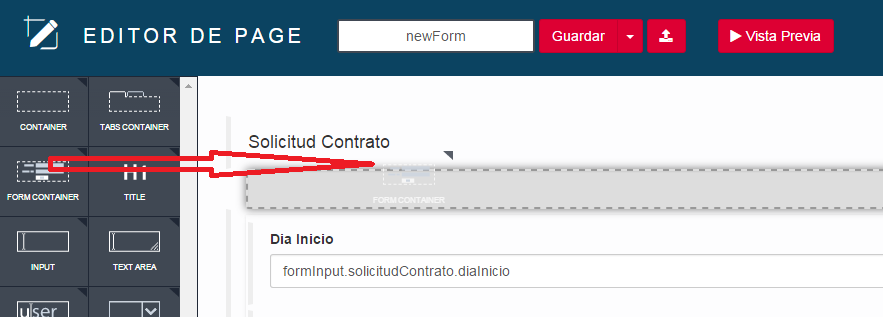 EDITOR DE PAGE
newForm
Guardar
Vista Previa
CONTAINER
TABS CONTAINER
FORM CONTAINER
TITLE
INPUT
TEXT AREA
user
Solicitud Contrato
FORM CONTAINER
Dia Inicio
formInput.solicitudContrato.diaInicio